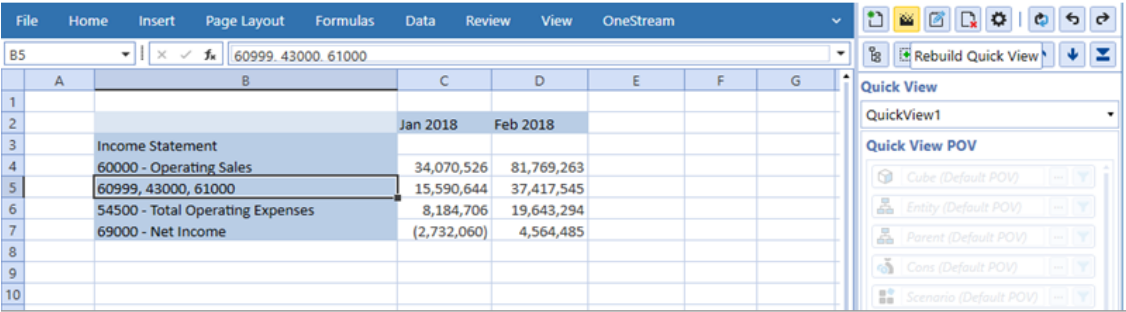 File Home Insert Page Layout Formulas Data Review View OneStream
B5 fx 60999. 43000. 61000
Rebuild Quick View
A B C D E F G
Quick View
1
QuickView1
2 Jan 2018 Feb 2018
3 Income Statement
Quick View POV
4 60000 - Operating Sales 34,070,526 81,769,263
Cube (Default POV)
5 60999, 43000, 61000 15,590,644 37,417,545
6 54500 - Total Operating Expenses 8,184,706 19,643,294
Entity (Default POV)
7 69000 - Net Income (2,732,060) 4,564,485
Parent (Default POV)
8
9
Cons (Default POV)
10
Scenario (Default POV)